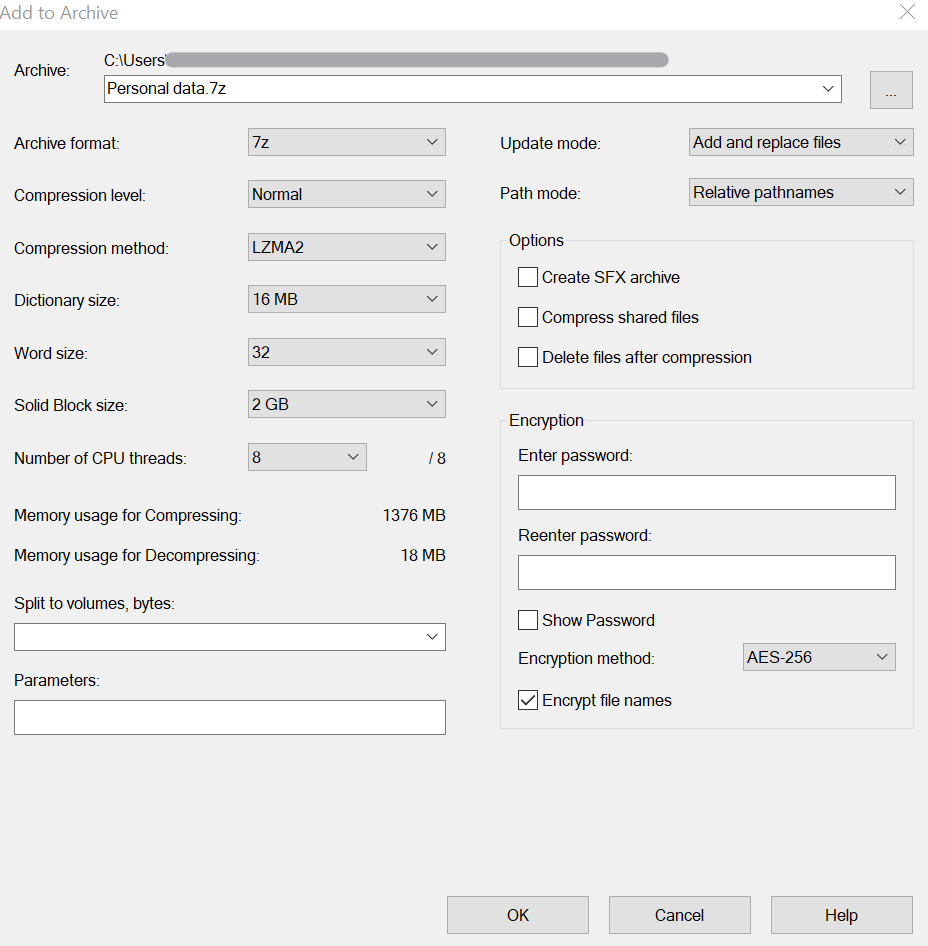 Add to Archive
Archive:
C:\Users\
Personal data.7z
...
Archive format:
7z
Compression level:
Normal
Compression method:
LZMA2
Dictionary size:
16 MB
Word size:
32
Solid Block size:
2 GB
Number of CPU threads:
8
/ 8
Memory usage for Compressing:
1376 MB
Memory usage for Decompressing:
18 MB
Split to volumes, bytes:
Parameters:
Update mode:
Add and replace files
Path mode:
Relative pathnames
Options
Create SFX archive
Compress shared files
Delete files after compression
Encryption
Enter password:
Reenter password:
Show Password
Encryption method:
AES-256
Encrypt file names
OK
Cancel
Help